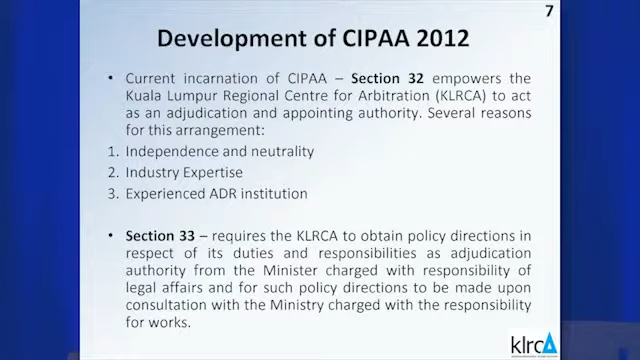 7
Development of CIPAA 2012
• Current incarnation of CIPAA – Section 32 empowers the
Kuala Lumpur Regional Centre for Arbitration (KLRCA) to act
as an adjudication and appointing authority. Several reasons
for this arrangement:
1. Independence and neutrality
2. Industry Expertise
3. Experienced ADR institution
• Section 33 – requires the KLRCA to obtain policy directions in
respect of its duties and responsibilities as adjudication
authority from the Minister charged with responsibility of
legal affairs and for such policy directions to be made upon
consultation with the Ministry charged with the responsibility
for works.
klrcA